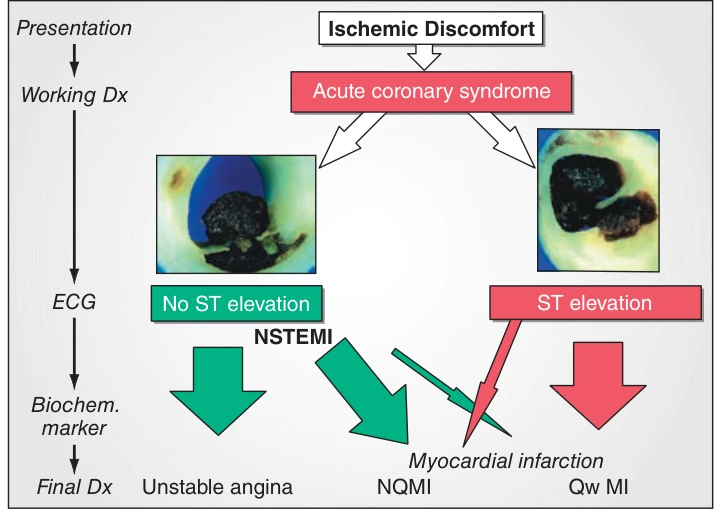 Presentation
Ischemic Discomfort
Working Dx
Acute coronary syndrome
ECG
No ST elevation
ST elevation
NSTEMI
Biochem.
marker
Myocardial infarction
Final Dx
Unstable angina
NQMI
Qw MI